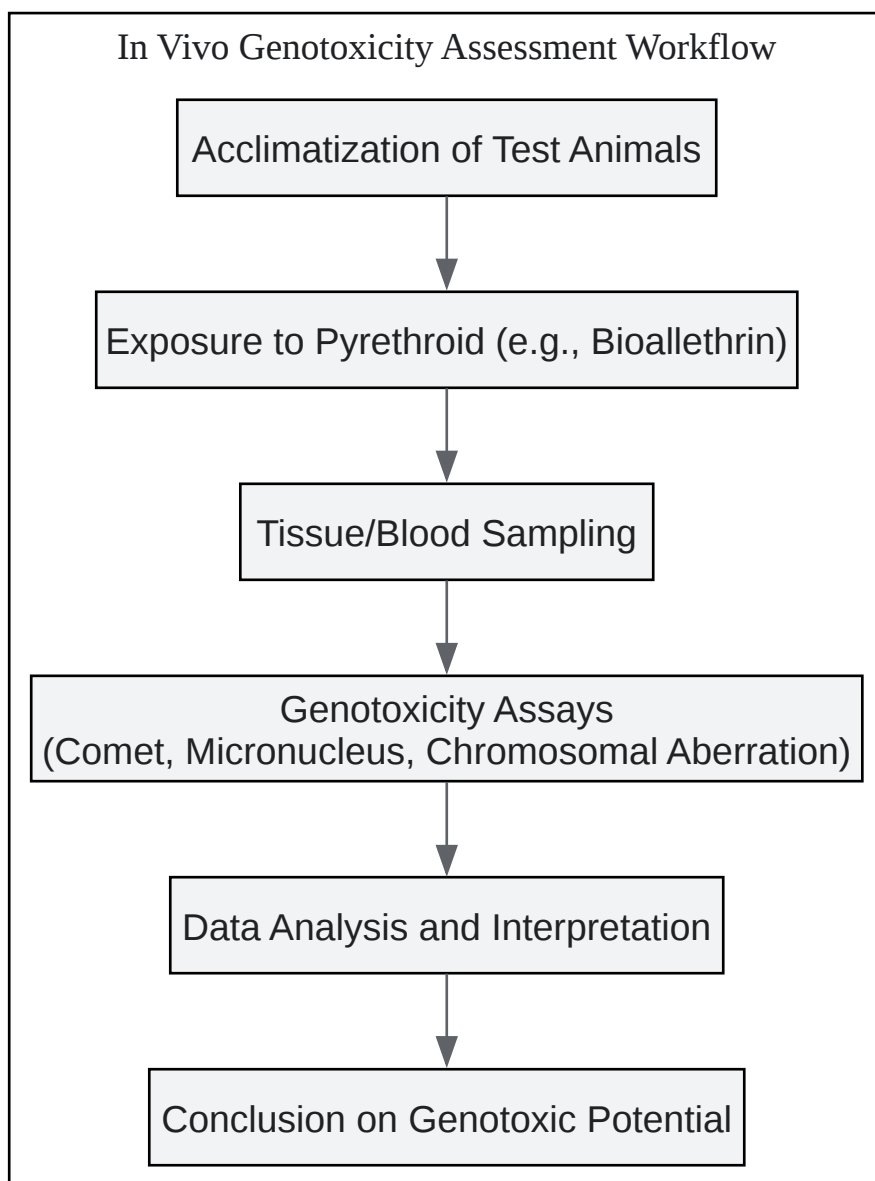 In Vivo Genotoxicity Assessment Workflow
Acclimatization of Test Animals
Exposure to Pyrethroid (e.g., Bioallethrin)
Tissue/Blood Sampling
Genotoxicity Assays
(Comet, Micronucleus, Chromosomal Aberration)
Data Analysis and Interpretation
Conclusion on Genotoxic Potential